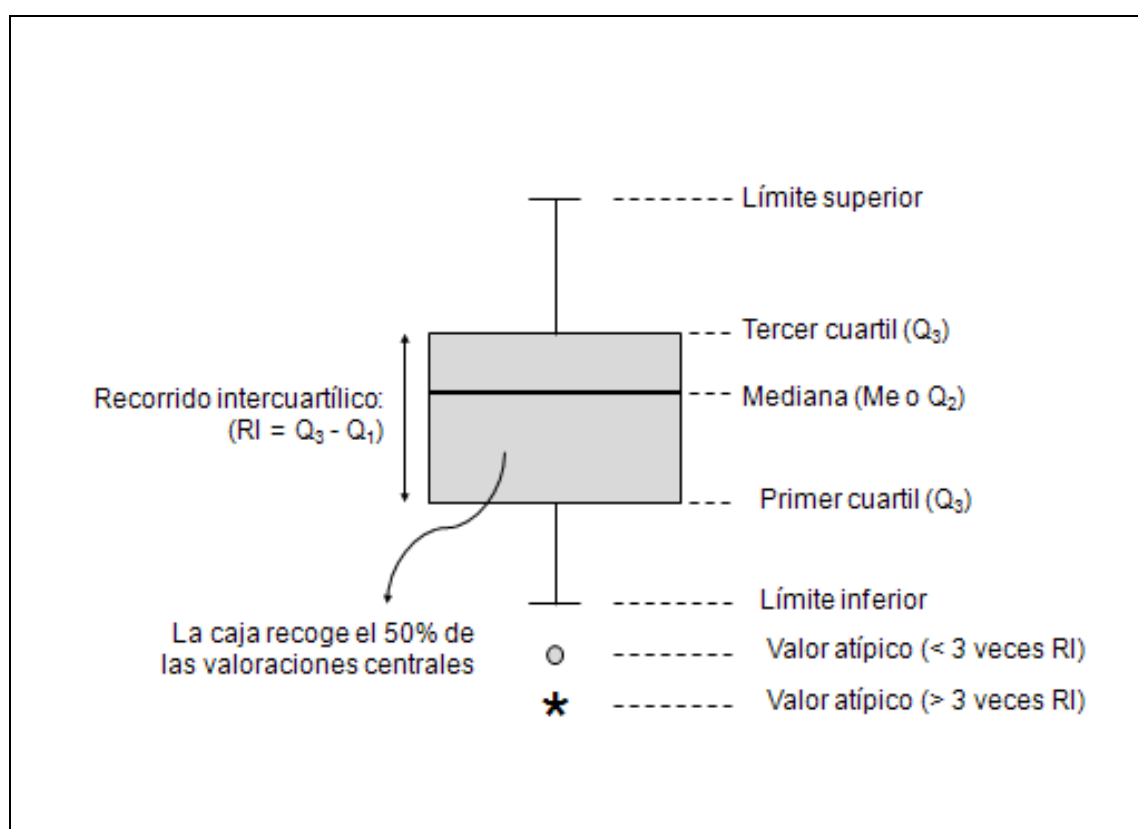 Límite superior
Tercer cuartil (Q₃)
Recorrido intercuartílico:
(RI = Q₃ - Q₁)
Mediana (Me o Q₂)
Primer cuartil (Q₃)
Límite inferior
La caja recoge el 50% de
las valoraciones centrales
Valor atípico (< 3 veces RI)
Valor atípico (> 3 veces RI)